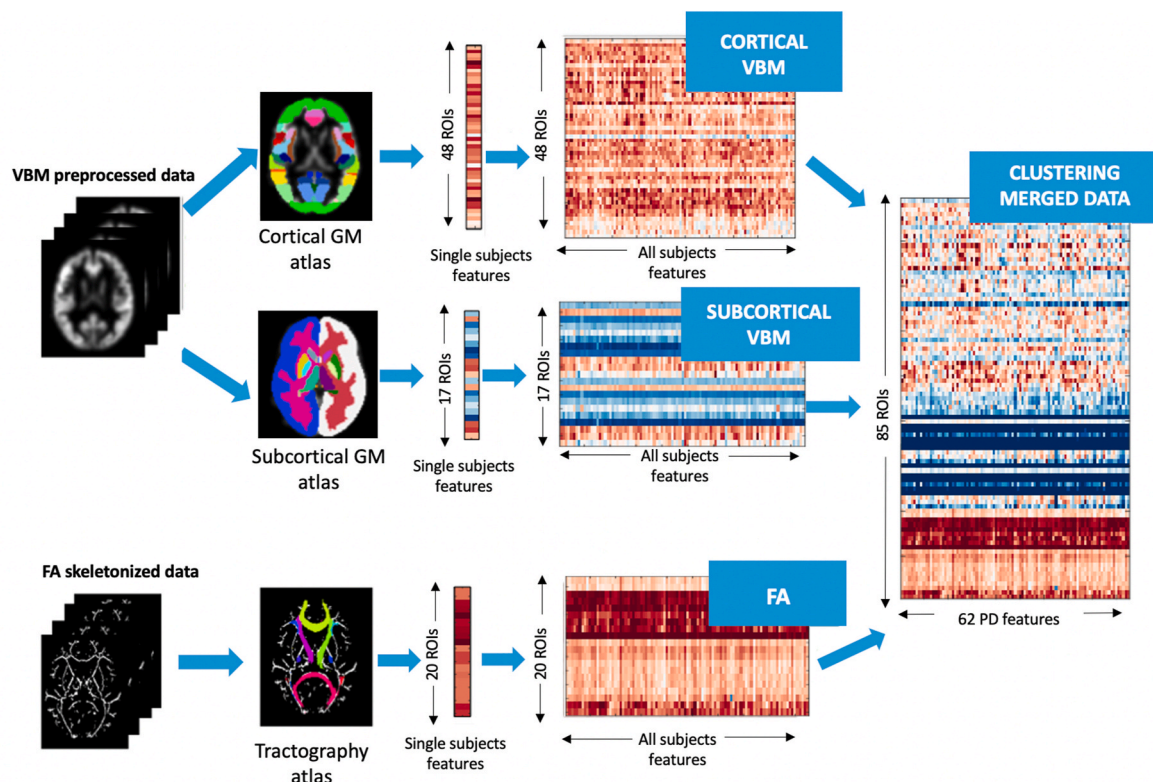 VBM preprocessed data
Cortical GM
atlas
48 ROIs
Single subjects
features
48 ROIs
All subjects
features
CORTICAL
VBM
Subcortical GM
atlas
17 ROIs
Single subjects
features
17 ROIs
All subjects
features
SUBCORTICAL
VBM
FA skeletonized data
Tractography
atlas
20 ROIs
Single subjects
features
20 ROIs
All subjects
features
FA
CLUSTERING
MERGED DATA
85 ROIs
62 PD features